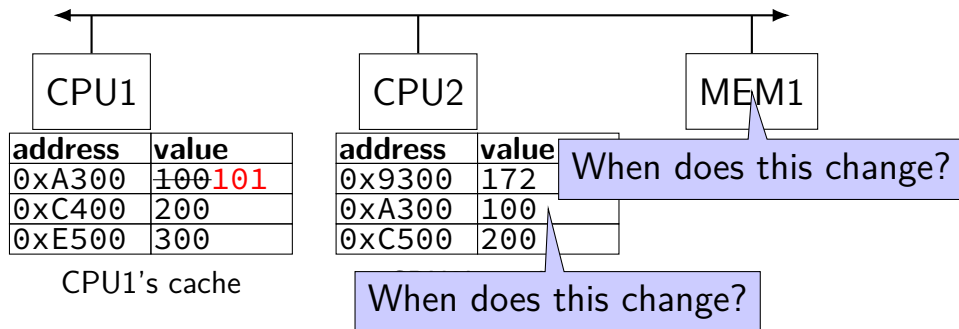 CPU1 CPU2 MEM1
address value address value
0xA300 100101 0x9300 172
0xC400 200 0xA300 100
0xE500 300 0xC500 200
When does this change?
CPU1's cache
When does this change?